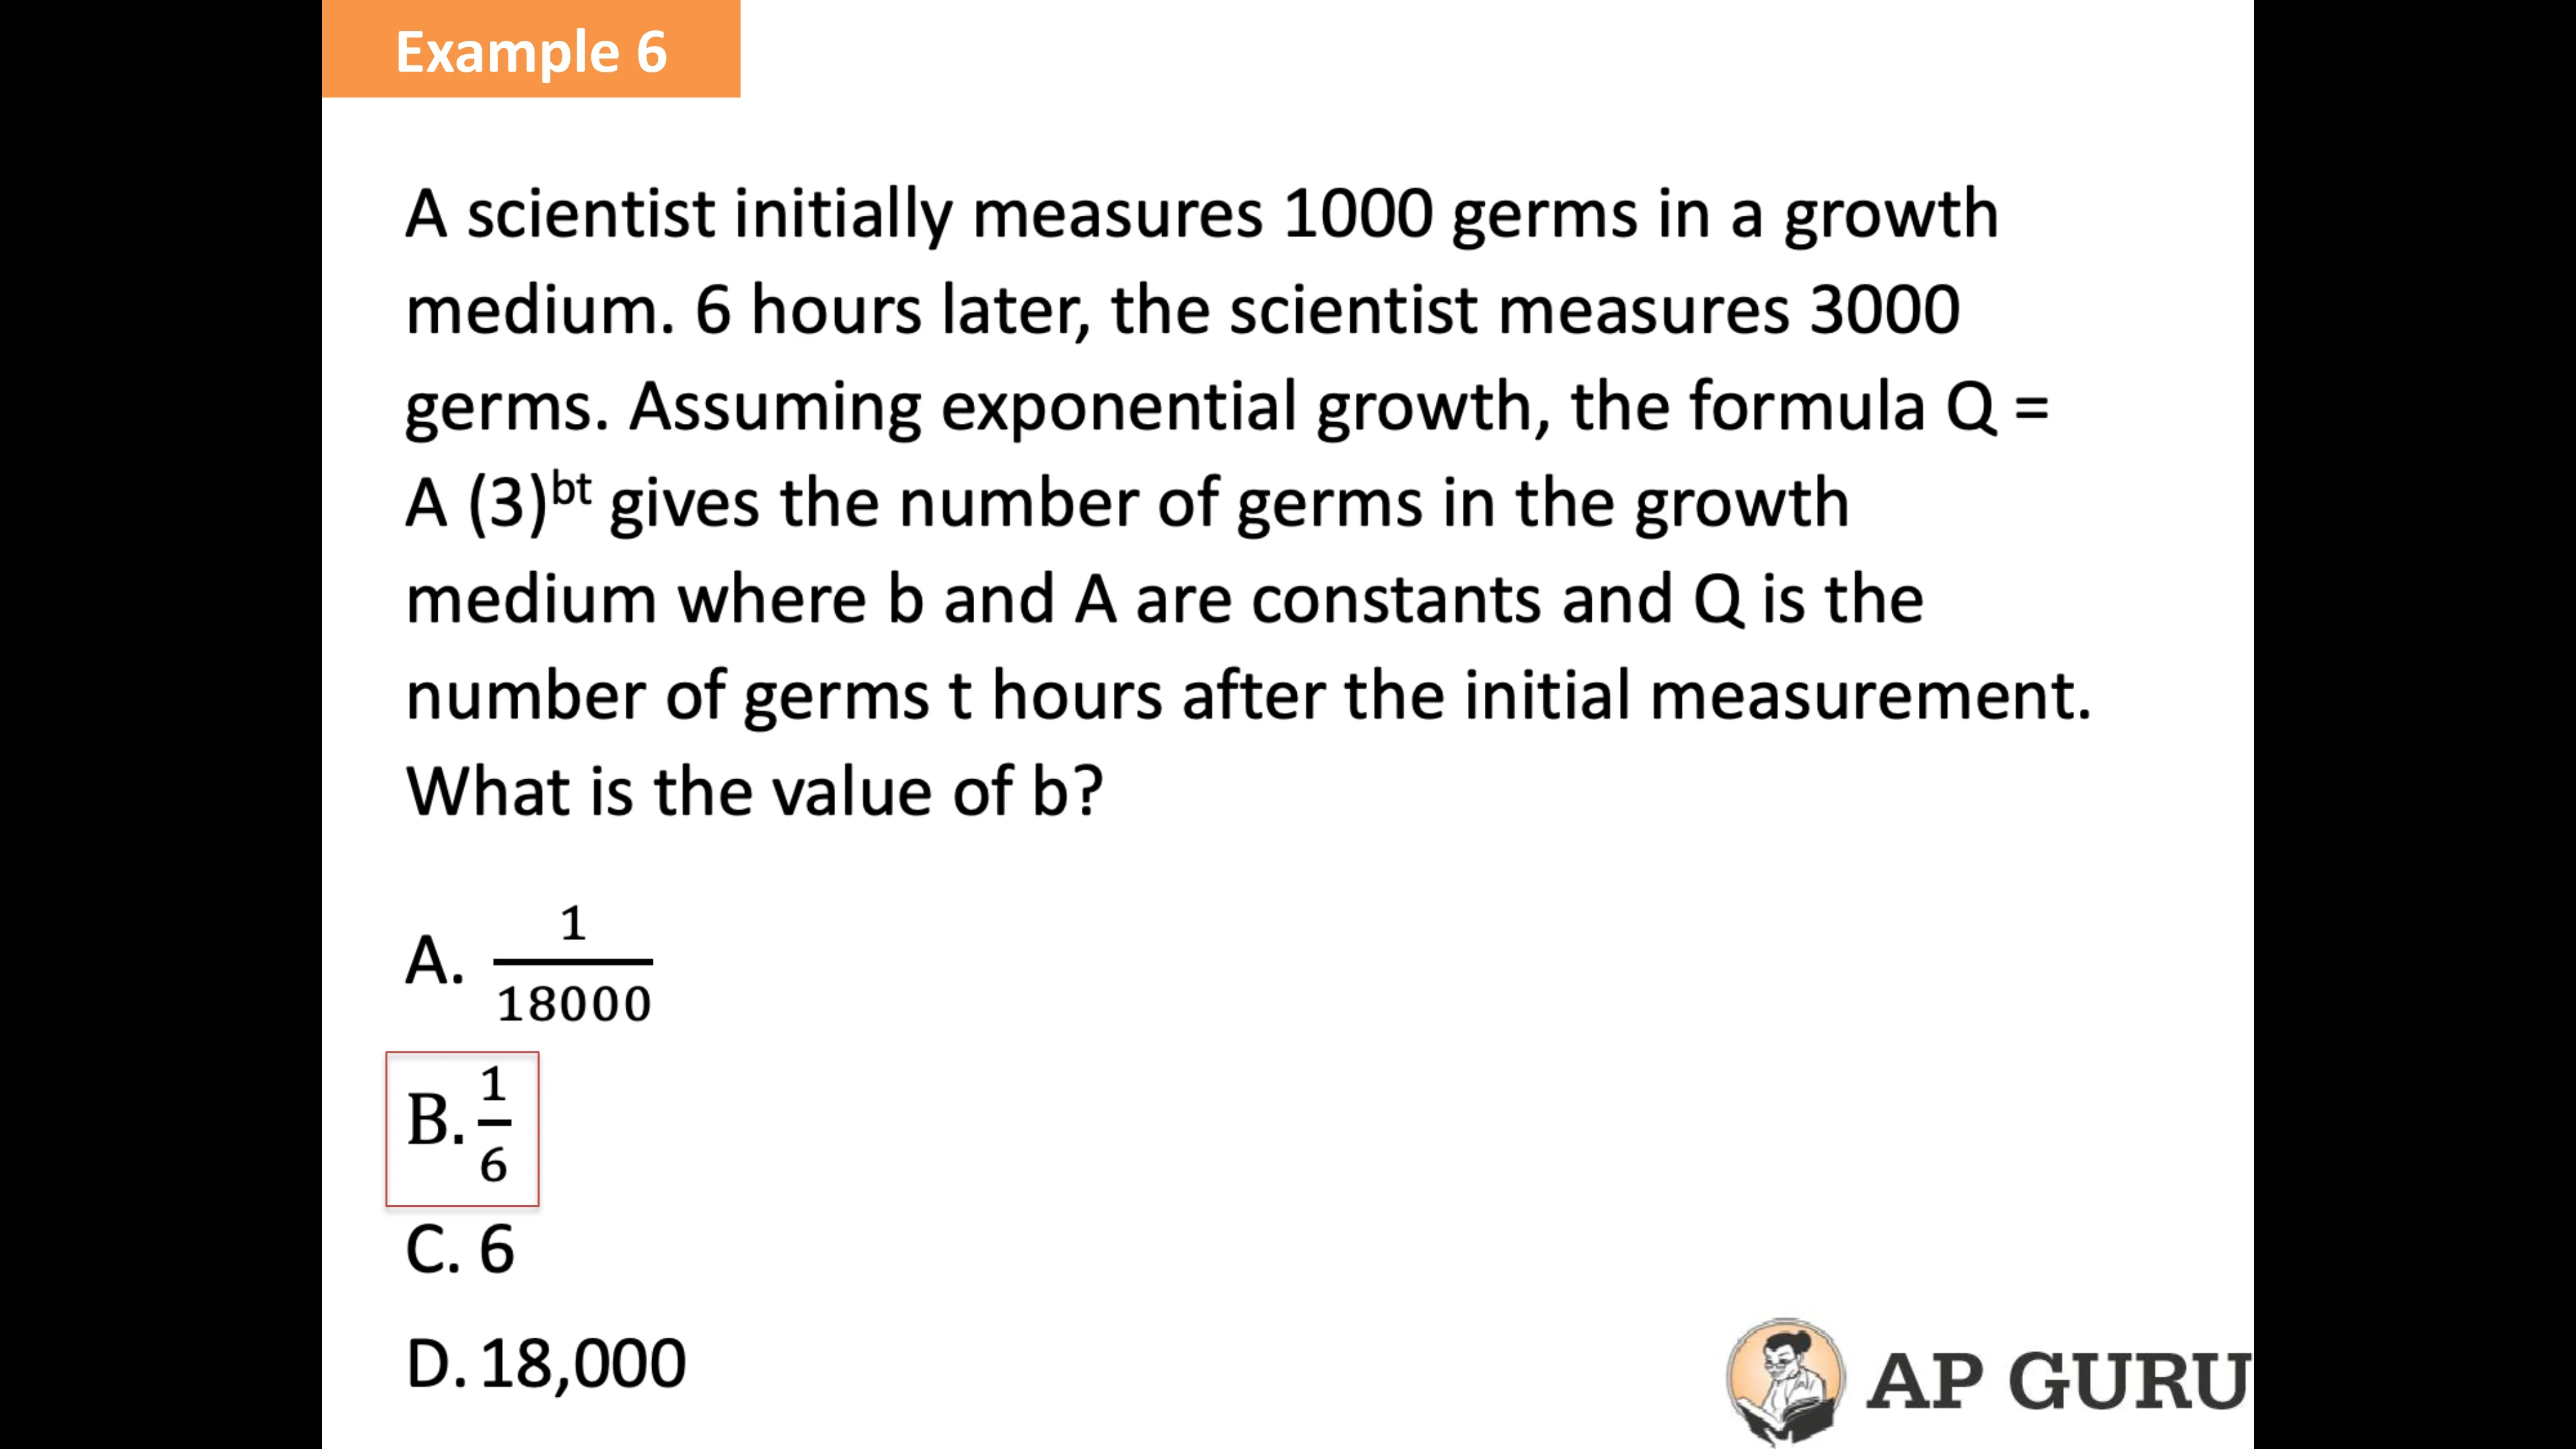 Example 6
A scientist initially measures 1000 germs in a growth
medium. 6 hours later, the scientist measures 3000
germs. Assuming exponential growth, the formula Q =
A (3)ᵇᵗ gives the number of germs in the growth
medium where b and A are constants and Q is the
number of germs t hours after the initial measurement.
What is the value of b?
A. 1/18000
B. 1/6
C. 6
D. 18,000
AP GURU